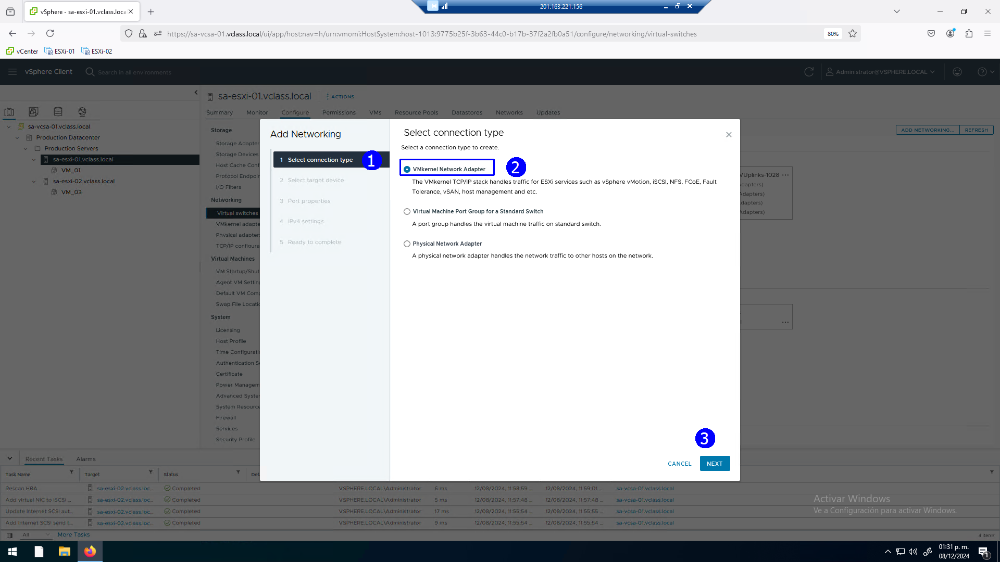 vSphere - sa-esxi-01.vclass.loca
201.163.221.156
https://sa-vcsa-01.vclass.local/ui/app/host;nav=h/urn:vmomi:HostSystem:host-1013:9775b25f-3b63-44c0-b17b-37f2a2fb0a51/configure/networking/virtual-switches
80%
vCenter
ESXi-01
ESXi-02
vSphere Client
Search in all environments
Administrator@VSPHERE.LOCAL
sa-esxi-01.vclass.local
ACTIONS
Summary
Monitor
Configure
Permissions
VMs
Resource Pools
Datastores
Networks
Updates
sa-vcsa-01.vclass.local
Production Datacenter
Production Servers
sa-esxi-01.vclass.local
VM_01
sa-esxi-02.vclass.local
VM_03
Storage
Storage Adapter
Storage Devices
Host Cache Conf
Protocol Endpoin
I/O Filters
Networking
Virtual switches
VMkernel adapte
Physical adapters
TCP/IP configura
Virtual Machines
VM Startup/Shut
Agent VM Settin
Default VM Comp
Swap File Locatio
System
Licensing
Host Profile
Time Configurati
Authentication Se
Certificate
Power Managem
Advanced System
System Resource
Firewall
Services
Security Profile
ADD NETWORKING...
REFRESH
VUplinks-1028 ...
Adapters)
Adapters)
Adapters)
Adapters)
...
Add Networking
1 Select connection type
1
2 Select target device
3 Port properties
4 IPv4 settings
5 Ready to complete
Select connection type
Select a connection type to create.
VMkernel Network Adapter
2
The VMkernel TCP/IP stack handles traffic for ESXi services such as vSphere vMotion, iSCSI, NFS, FCoE, Fault
Tolerance, vSAN, host management and etc.
Virtual Machine Port Group for a Standard Switch
A port group handles the virtual machine traffic on standard switch.
Physical Network Adapter
A physical network adapter handles the network traffic to other hosts on the network.
3
CANCEL
NEXT
Recent Tasks
Alarms
Task Name
Target
Status
Det
Rescan HBA sa-esxi-02.vclass.loc... Completed VSPHERE.LOCAL\Administrator 6 ms 12/08/2024, 11:58:59 ... 12/08/2024, 11:59:01 ... sa-vcsa-01.vclass.local
Add virtual NIC to iSCSI ... sa-esxi-02.vclass.loc... Completed VSPHERE.LOCAL\Administrator 5 ms 12/08/2024, 11:57:48 ... 12/08/2024, 11:57:48 ... sa-vcsa-01.vclass.local
Update Internet SCSI aut... sa-esxi-02.vclass.loc... Completed VSPHERE.LOCAL\Administrator 17 ms 12/08/2024, 11:55:54 ... 12/08/2024, 11:55:55 ... sa-vcsa-01.vclass.local
Add Internet SCSI send t... sa-esxi-02.vclass.loc... Completed VSPHERE.LOCAL\Administrator 9 ms 12/08/2024, 11:55:54 ... 12/08/2024, 11:55:54 ... sa-vcsa-01.vclass.local
All
More Tasks
4 items
Activar Windows
Ve a Configuración para activar Windows.
01:31 p. m.
08/12/2024
1